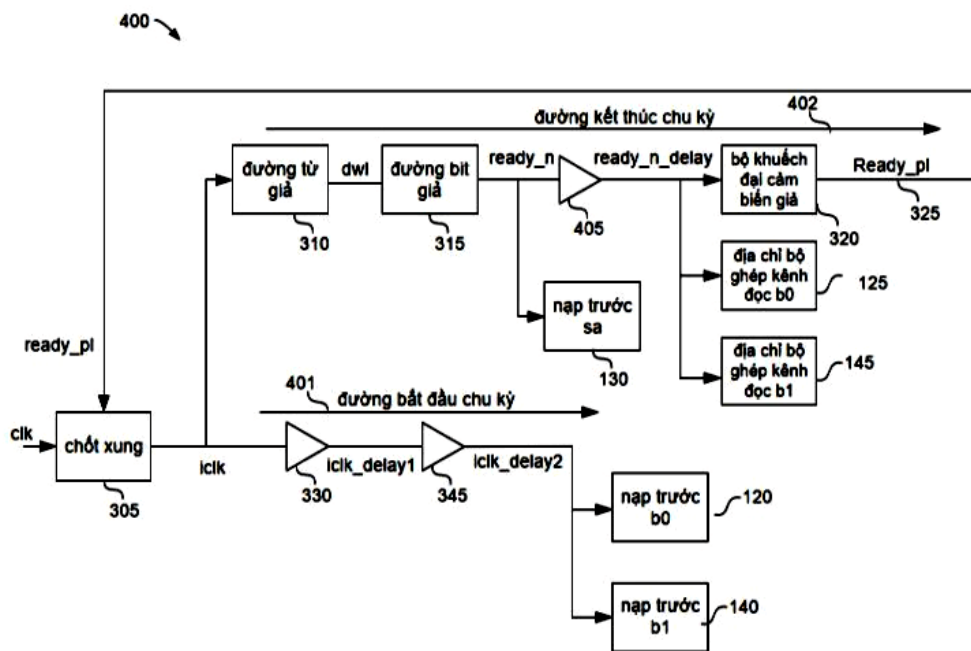 400
đường kết thúc chu kỳ
402
đường từ
giả
310
dwl
đường bit
giả
315
ready_n
405
ready_n_delay
bộ khuếch
đại cảm
biến giả
320
Ready_pl
325
địa chỉ bộ
ghép kênh
đọc b0
125
nạp trước
sa
130
địa chỉ bộ
ghép kênh
đọc b1
145
ready_pl
401
đường bắt đầu chu kỳ
clk
chốt xung
305
iclk
330
iclk_delay1
345
iclk_delay2
nạp trước
b0
120
nạp trước
b1
140